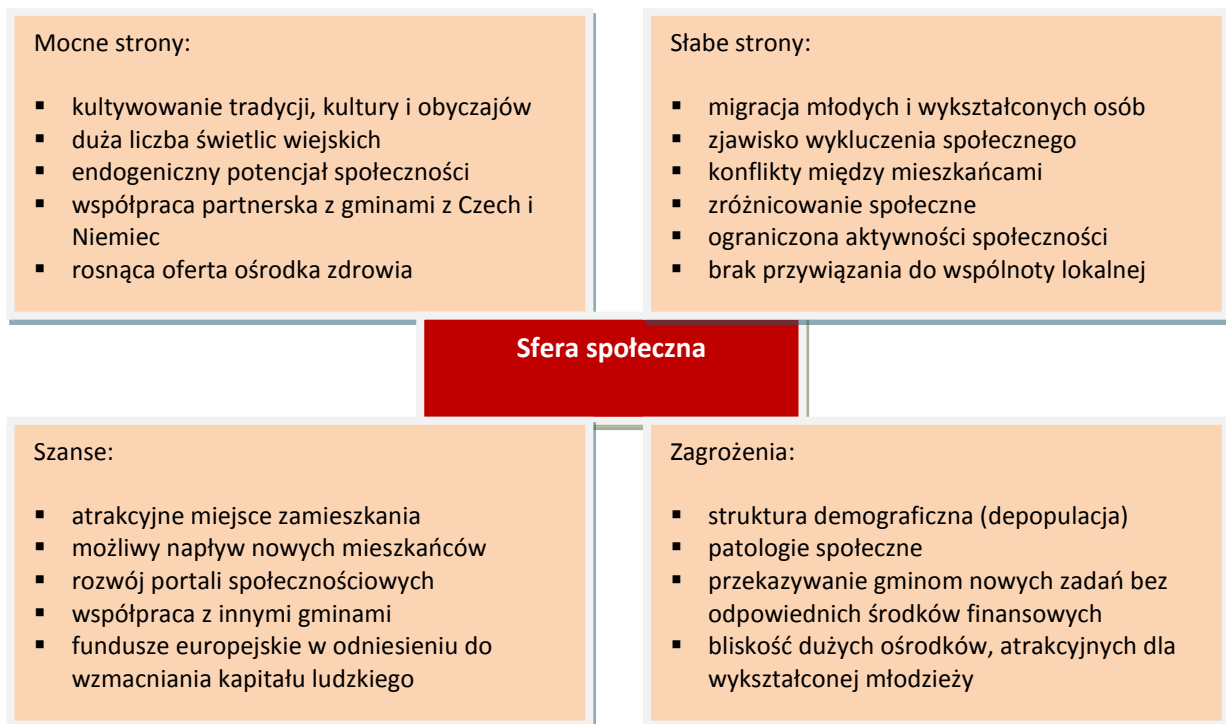 Mocne strony:
▪ kultywowanie tradycji, kultury i obyczajów
▪ duża liczba świetlic wiejskich
▪ endogeniczny potencjał społeczności
▪ współpraca partnerska z gminami z Czech i
Niemiec
▪ rosnąca oferta ośrodka zdrowia
Słabe strony:
▪ migracja młodych i wykształconych osób
▪ zjawisko wykluczenia społecznego
▪ konflikty między mieszkańcami
▪ zróżnicowanie społeczne
▪ ograniczona aktywności społeczności
▪ brak przywiązania do wspólnoty lokalnej
Sfera społeczna
Szanse:
▪ atrakcyjne miejsce zamieszkania
▪ możliwy napływ nowych mieszkańców
▪ rozwój portali społecznościowych
▪ współpraca z innymi gminami
▪ fundusze europejskie w odniesieniu do
wzmacniania kapitału ludzkiego
Zagrożenia:
▪ struktura demograficzna (depopulacja)
▪ patologie społeczne
▪ przekazywanie gminom nowych zadań bez
odpowiednich środków finansowych
▪ bliskość dużych ośrodków, atrakcyjnych dla
wykształconej młodzieży